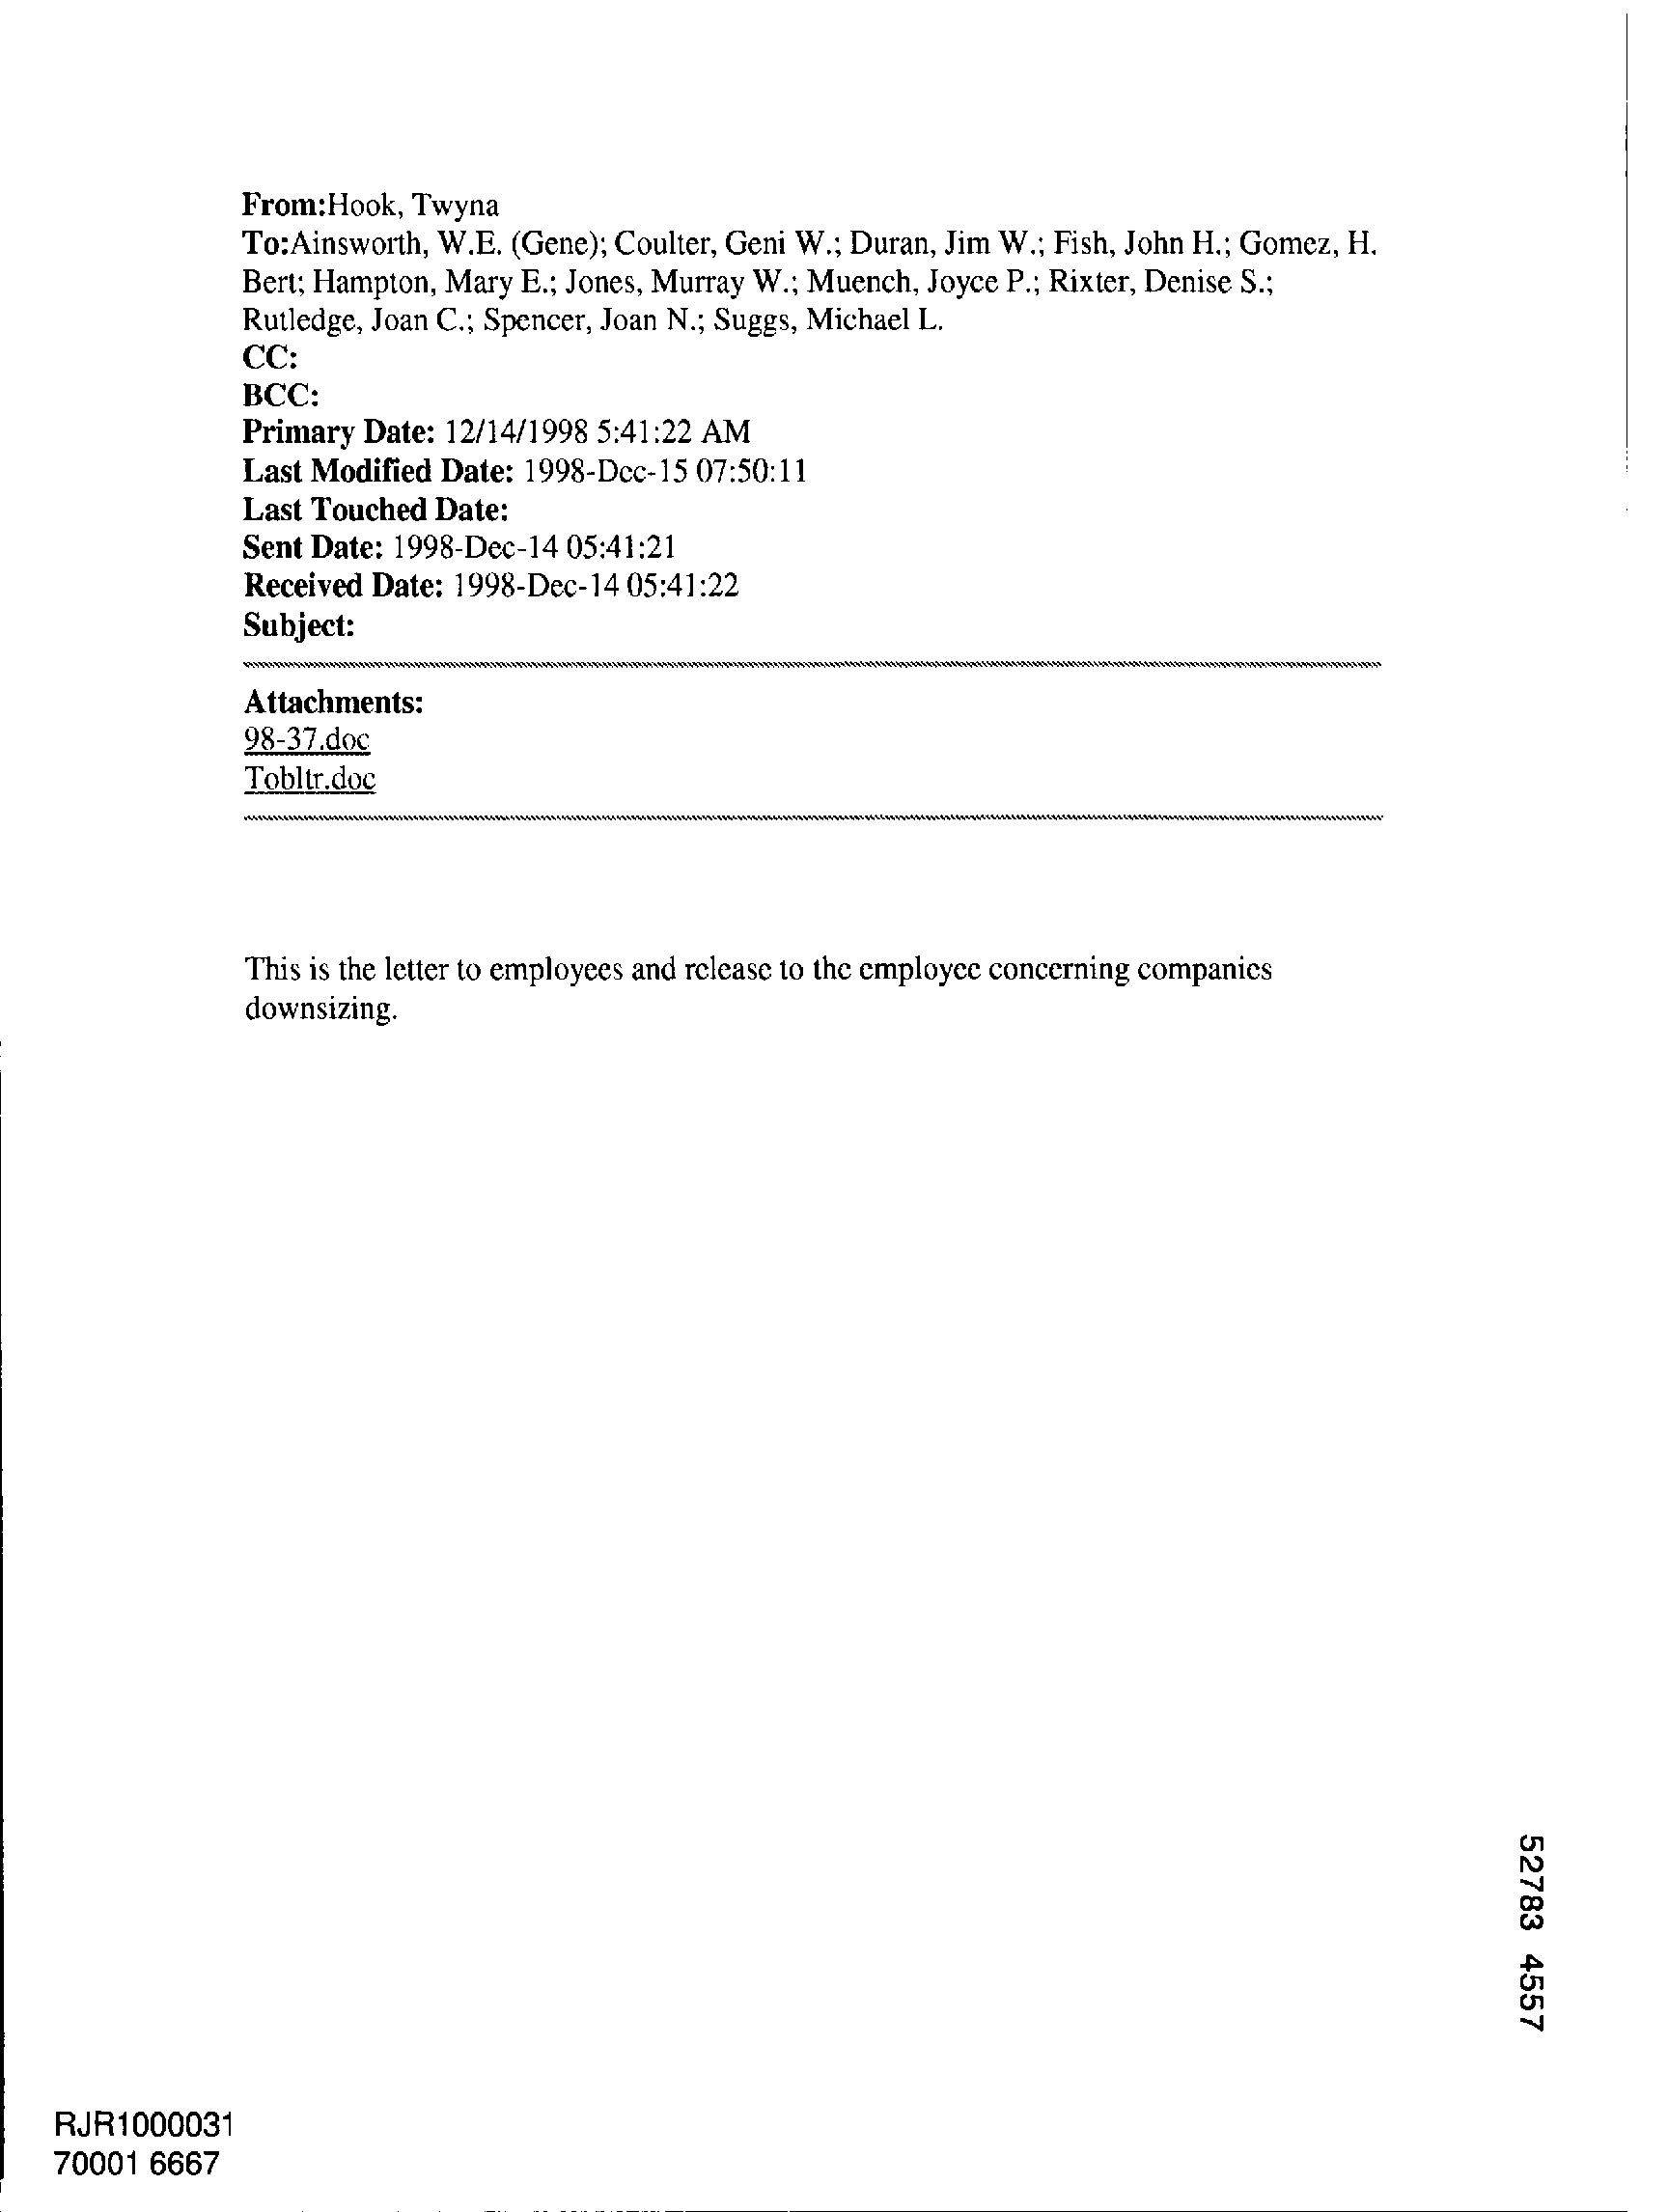 From:Hook, Twyna
To:Ainsworth, W.E. (Gene); Coulter, Geni W.; Duran, Jim W.; Fish, John H.; Gomez, H.
Bert; Hampton, Mary E.; Jones, Murray W.; Muench, Joyce P.; Rixter, Denise S.;
Rutledge, Joan C.; Spencer, Joan N.; Suggs, Michael L.
CC:
BCC:
Primary Date: 12/14/1998 5:41:22 AM
Last Modified Date: 1998-Dec-15 07:50:11
Last Touched Date:
Sent Date: 1998-Dec-14 05:41:21
Received Date: 1998-Dec-14 05:41:22
Subject:
Attachments:
98-37.doc
Tobltr.doc
This is the letter to employees and release to the employee concerning companies
downsizing.
52783 4557
RJR1000031
70001 6667